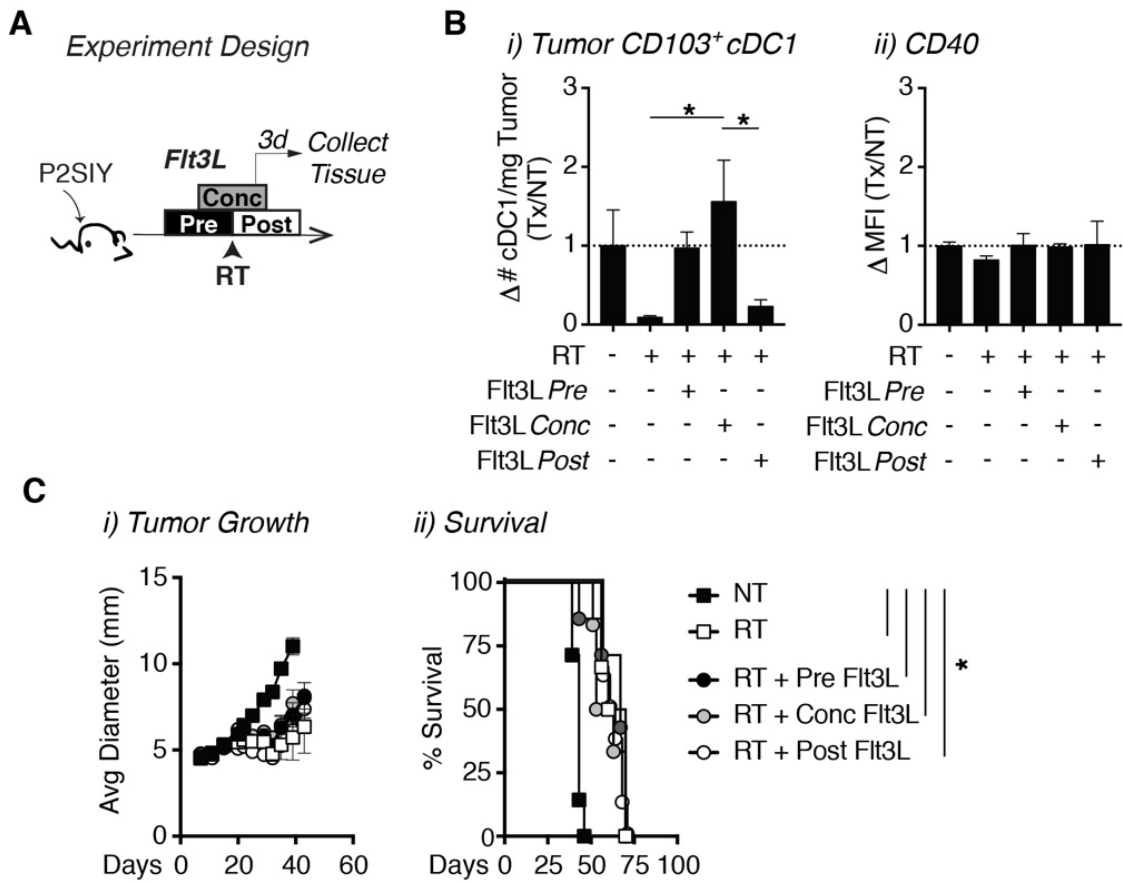 A
Experiment Design
P2SIY
Flt3L
3d
Collect
Tissue
Conc
Pre
Post
RT
B
i) Tumor CD103+ cDC1
Δ # cDC1/mg Tumor
(Tx/NT)
3
2
1
0
*
*
RT - + + + +
Flt3L Pre - - + - -
Flt3L Conc - - - + -
Flt3L Post - - - - +
ii) CD40
Δ MFI (Tx/NT)
3
2
1
0
RT - + + + +
Flt3L Pre - - + - -
Flt3L Conc - - - + -
Flt3L Post - - - - +
C
i) Tumor Growth
Avg Diameter (mm)
15
10
5
0
Days 0 20 40 60
ii) Survival
% Survival
100
75
50
25
0
Days 0 25 50 75 100
NT
RT
RT + Pre Flt3L
RT + Conc Flt3L
RT + Post Flt3L
*